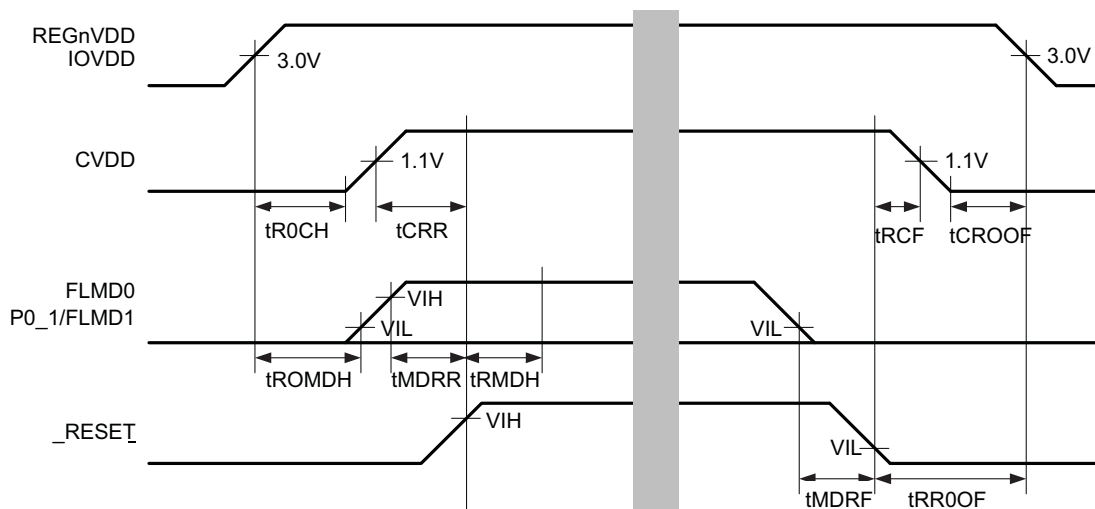 REGnVDD
IOVDD
3.0V
3.0V
CVDD
1.1V
1.1V
tR0CH
tCRR
tRCF
tCROOF
FLMD0
P0_1/FLMD1
VIH
VIL
VIL
tROMDH
tMDRR
tRMDH
_RESET
VIH
VIL
tMDRF
tRR0OF